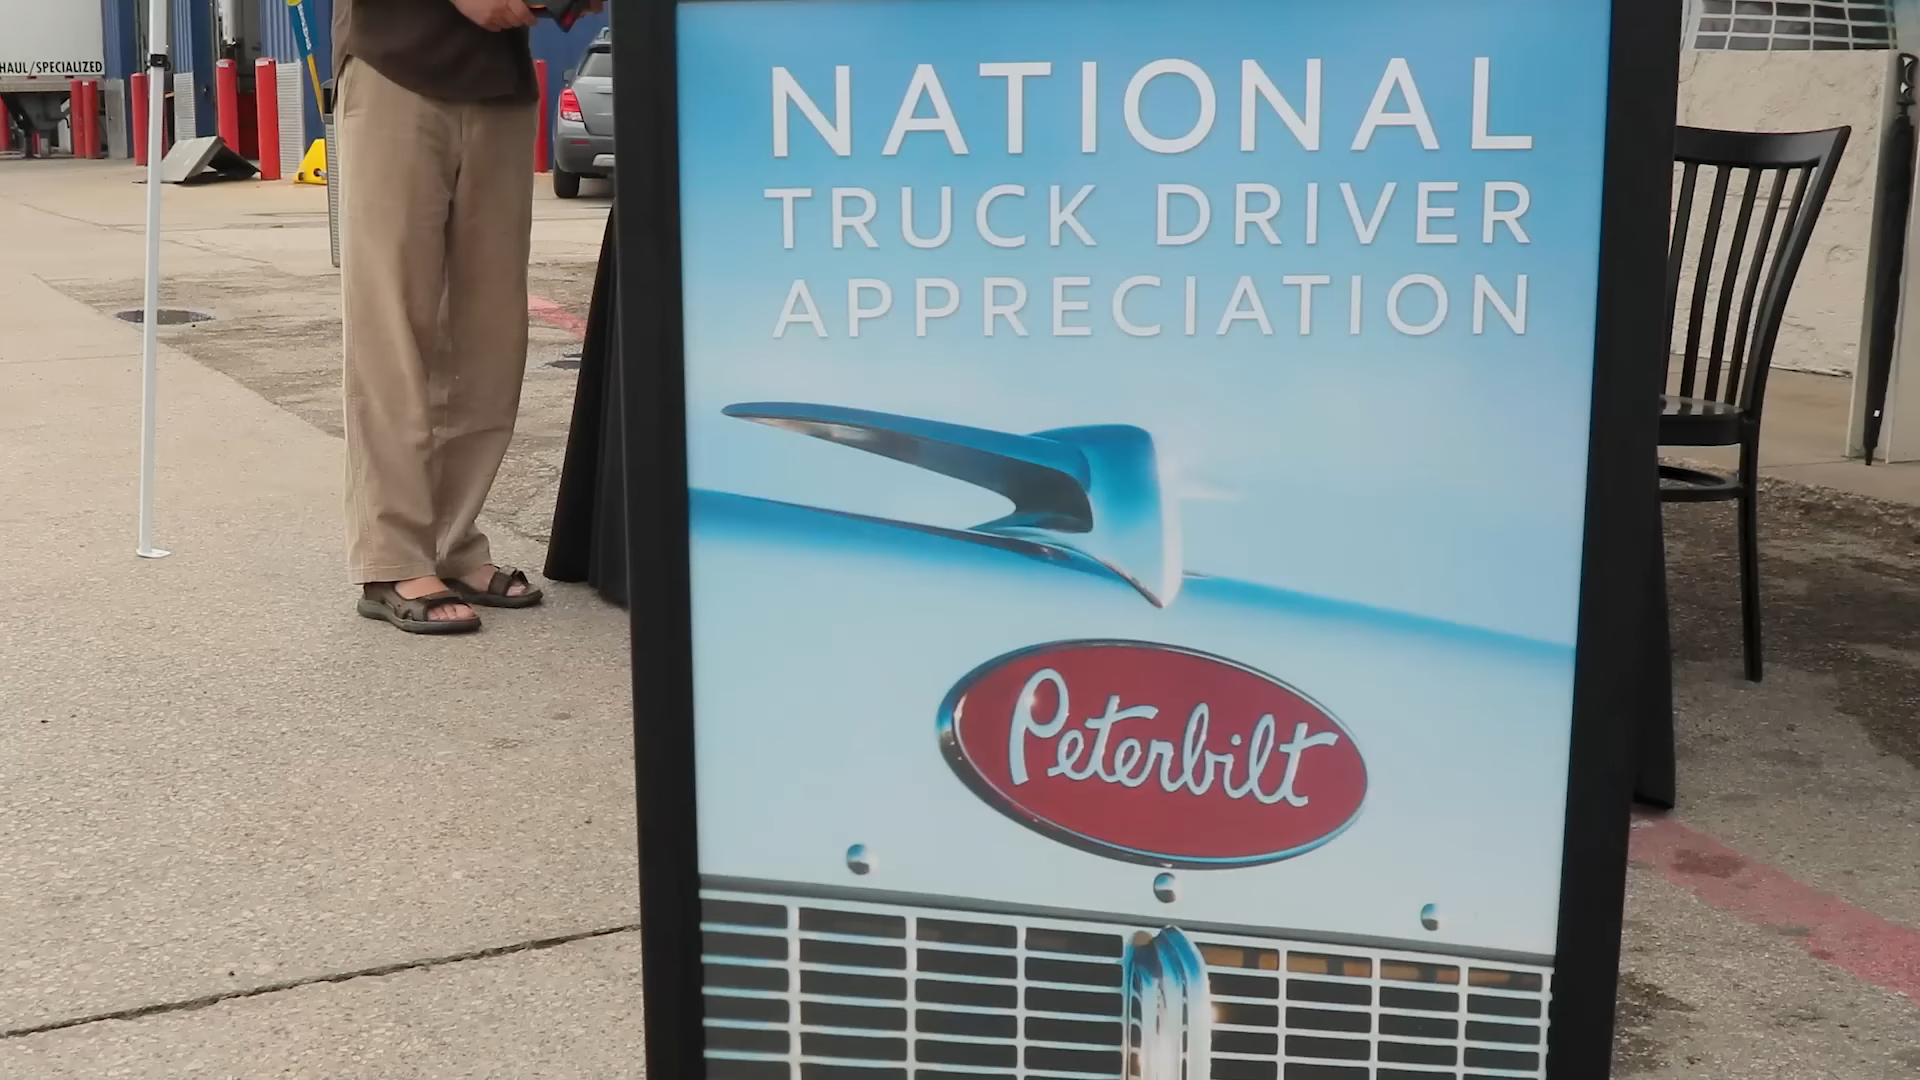 HAUL/SPECIALIZED
NATIONAL
TRUCK DRIVER
APPRECIATION
Peterbilt